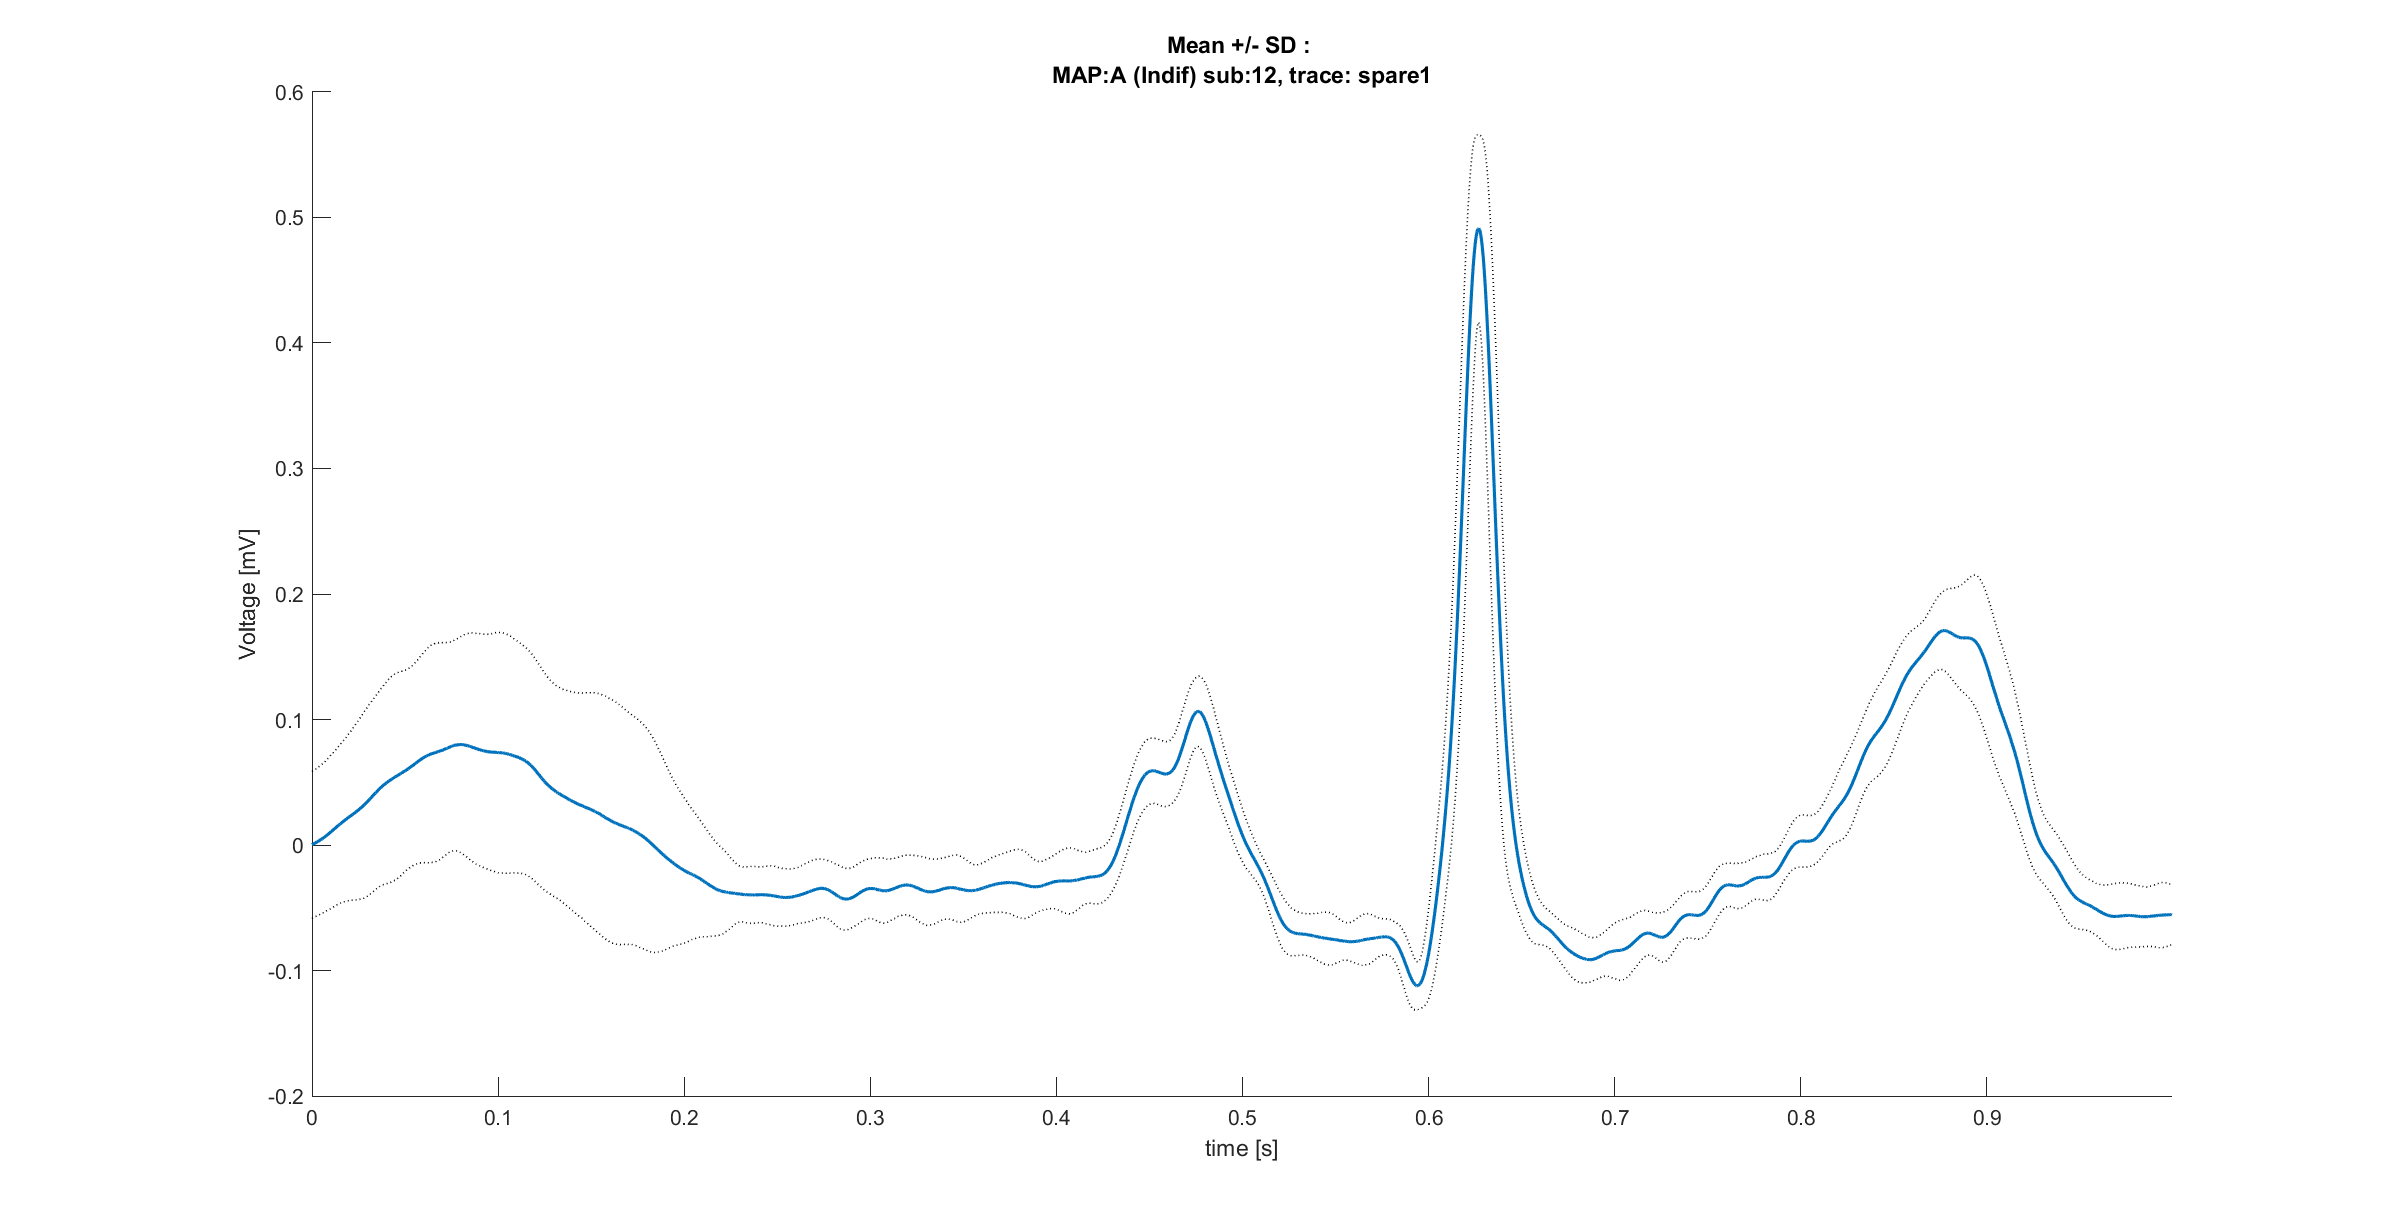 Mean +/- SD :
MAP:A (Indif) sub:12, trace: spare1
0.6
0.5
0.4
0.3
0.2
0.1
0
-0.1
-0.2
Voltage [mV]
0 0.1 0.2 0.3 0.4 0.5 0.6 0.7 0.8 0.9
time [s]